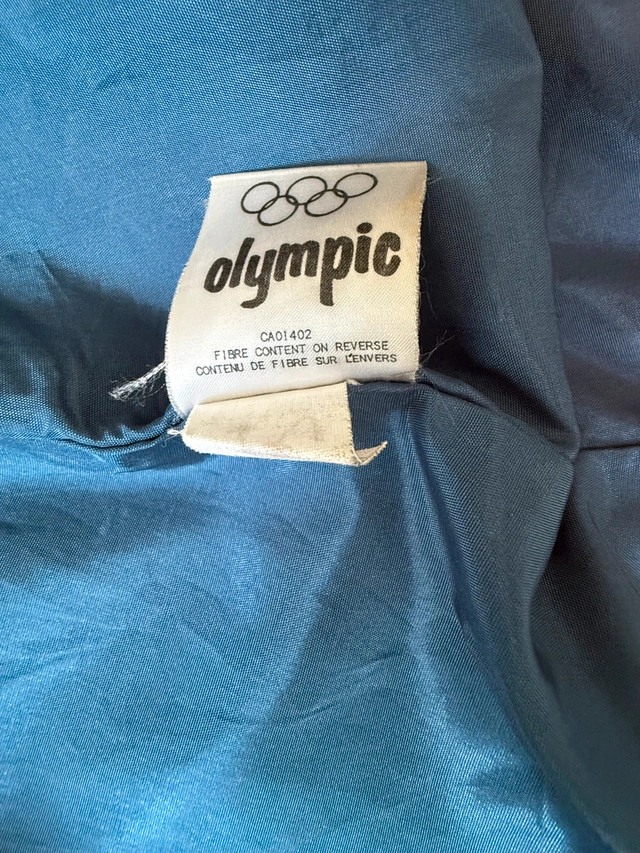 olympic
CA01402
FIBRE CONTENT ON REVERSE
CONTENU DE FIBRE SUR L'ENVERS